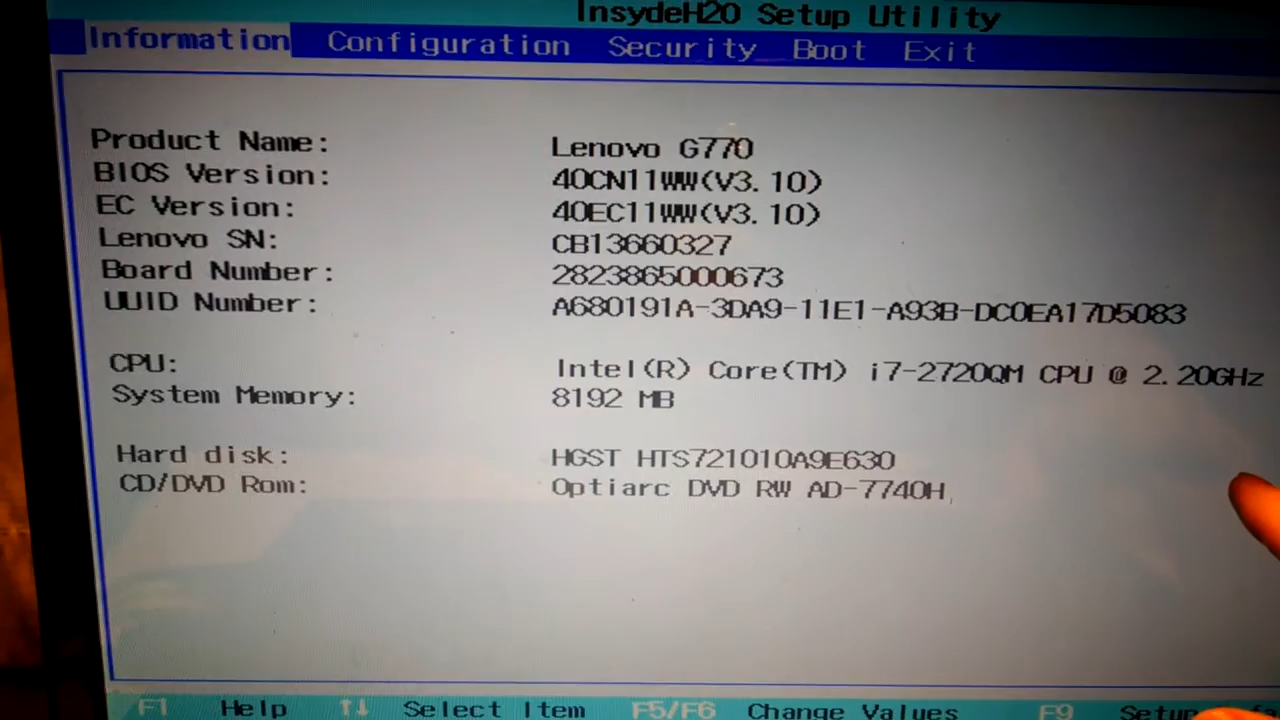 InsydeH20 Setup Utility
Information Configuration Security Boot Exit
Product Name: Lenovo G770
BIOS Version: 40CN11WW(V3.10)
EC Version: 40EC11WW(V3.10)
Lenovo SN: CB13660327
Board Number: 2823865000673
UUID Number: A680191A-3DA9-11E1-A93B-DC0EA17D5083
CPU: Intel(R) Core(TM) i7-2720QM CPU @ 2.20GHz
System Memory: 8192 MB
Hard disk: HGST HTS721010A9E630
CD/DVD Rom: Optiarc DVD RW AD-7740H
F1 Help ↑↓ Select Item F5/F6 Change Values F9 Setup